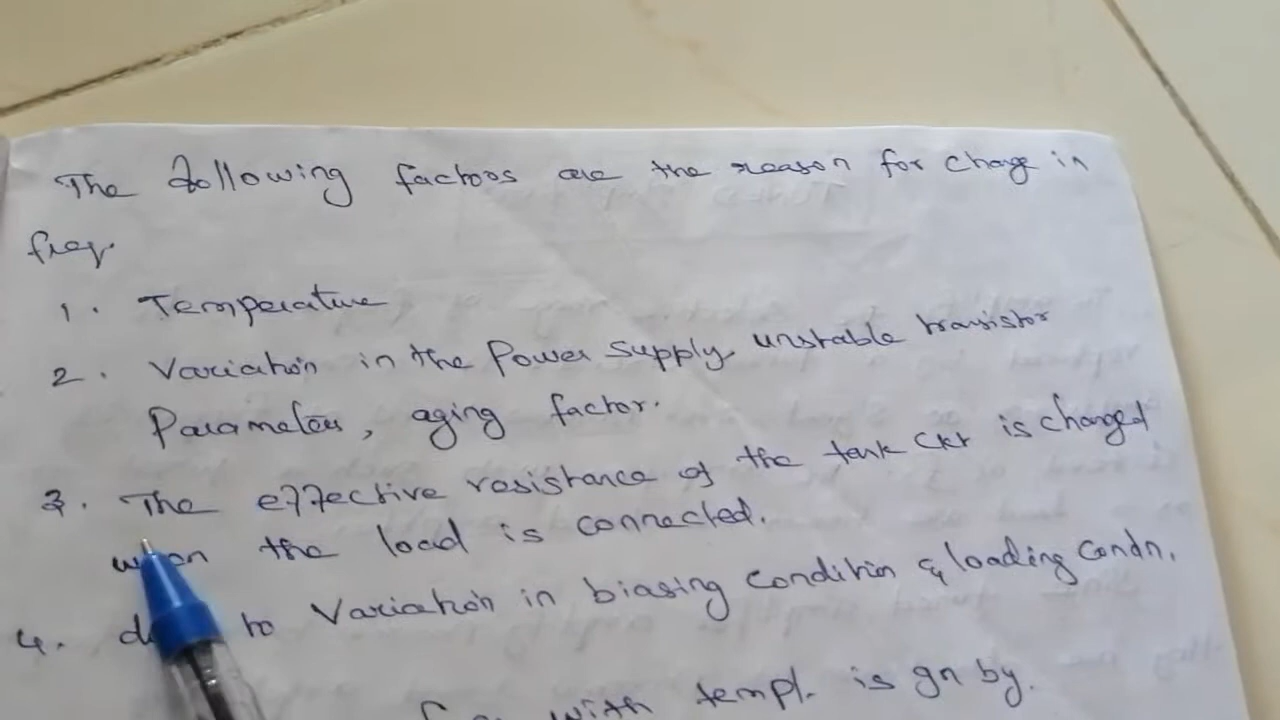 The following factors are the reason for change in
freq.
1. Temperature
2. Variation in the Power Supply, unstable transistor
Parameters, aging factor.
3. The effective resistance of the tank ckt is changed
when the load is connected.
4. due to Variation in biasing Condition & loading Condn.
with templ. is gn by.